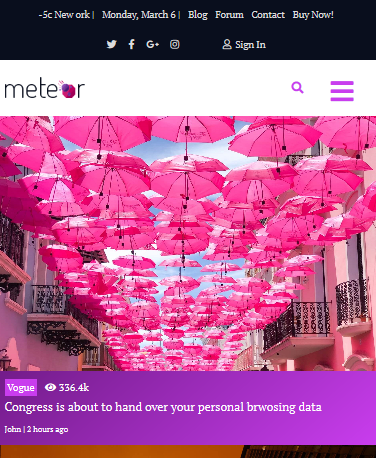 -5c New ork | Monday, March 6 | Blog Forum Contact Buy Now!
Sign In
meteor
Vogue 336.4k
Congress is about to hand over your personal brwosing data
John | 2 hours ago